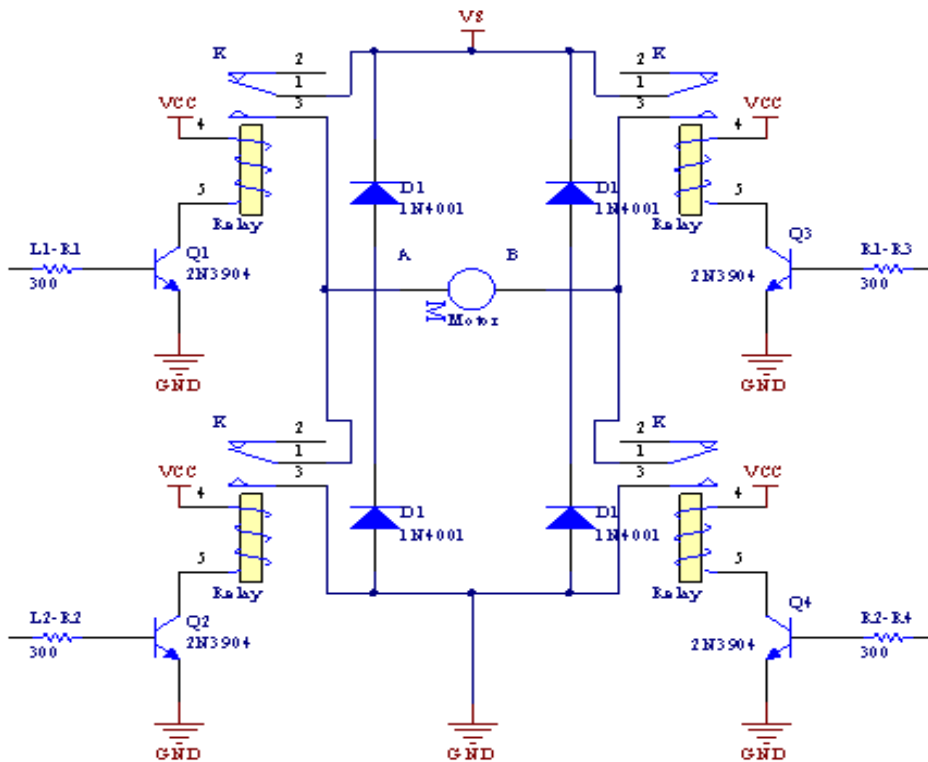 VS
K
2
1
3
2
1
3
K
VCC
4
5
Relay
4
VCC
5
Relay
D1
1N4001
D1
1N4001
L1-R1
300
Q1
2N3904
A
B
M
Motor
Q3
2N3904
R1-R3
300
GND
GND
K
2
1
3
2
1
3
K
VCC
4
5
Relay
4
VCC
5
Relay
D1
1N4001
D1
1N4001
L2-R2
300
Q2
2N3904
Q4
2N3904
R2-R4
300
GND
GND
GND